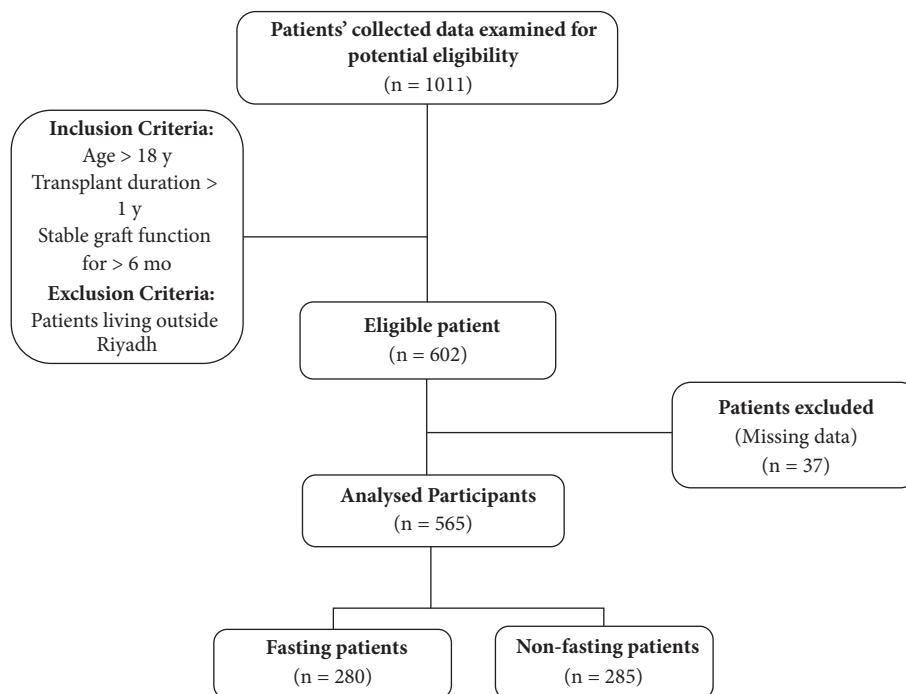 Patients’ collected data examined for
potential eligibility
(n = 1011)
Inclusion Criteria:
Age > 18 y
Transplant duration >
1 y
Stable graft function
for > 6 mo
Exclusion Criteria:
Patients living outside
Riyadh
Eligible patient
(n = 602)
Patients excluded
(Missing data)
(n = 37)
Analysed Participants
(n = 565)
Fasting patients
(n = 280)
Non-fasting patients
(n = 285)